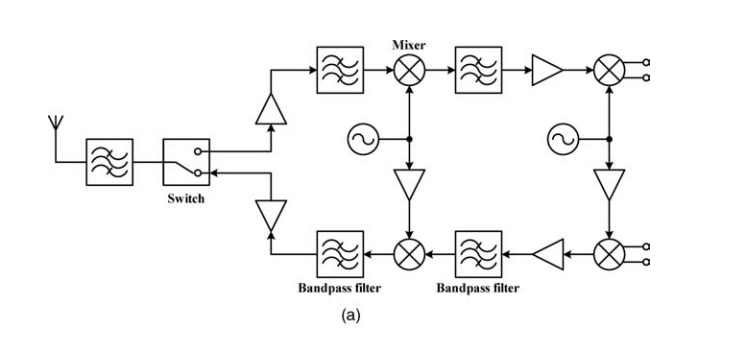 Mixer
Switch
Bandpass filter
Bandpass filter
(a)